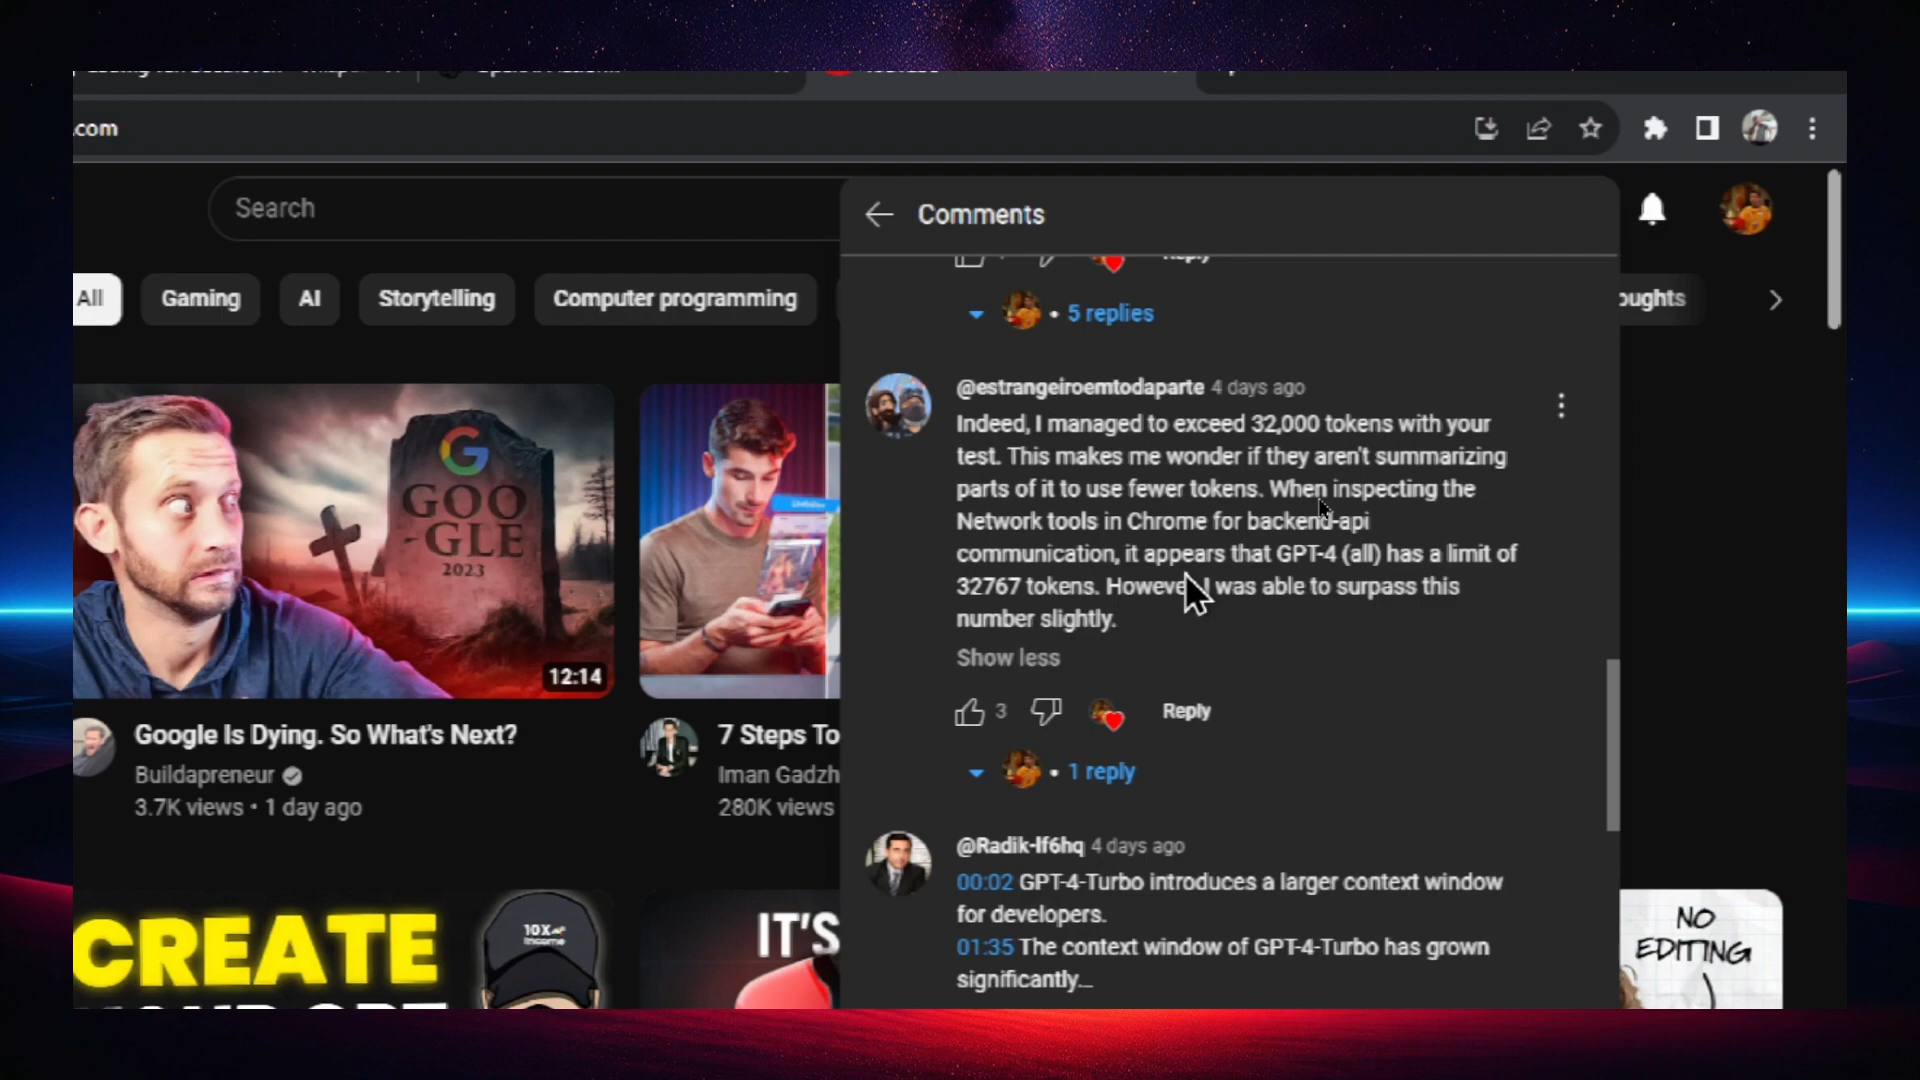 .com
Search
Comments
Reply
All
Gaming
AI
Storytelling
Computer programming
oughts
5 replies
@estrangeiroemtodaparte 4 days ago
Indeed, I managed to exceed 32,000 tokens with your
test. This makes me wonder if they aren't summarizing
parts of it to use fewer tokens. When inspecting the
Network tools in Chrome for backend-api
communication, it appears that GPT-4 (all) has a limit of
32767 tokens. However I was able to surpass this
number slightly.
Show less
3
Reply
1 reply
@Radik-lf6hq 4 days ago
00:02 GPT-4-Turbo introduces a larger context window
for developers.
01:35 The context window of GPT-4-Turbo has grown
significantly...
G
GOO
-GLE
2023
12:14
Google Is Dying. So What's Next?
Buildapreneur
3.7K views • 1 day ago
7 Steps To
Iman Gadzh
280K views
CREATE
10X
Income
IT'S
NO
EDITING